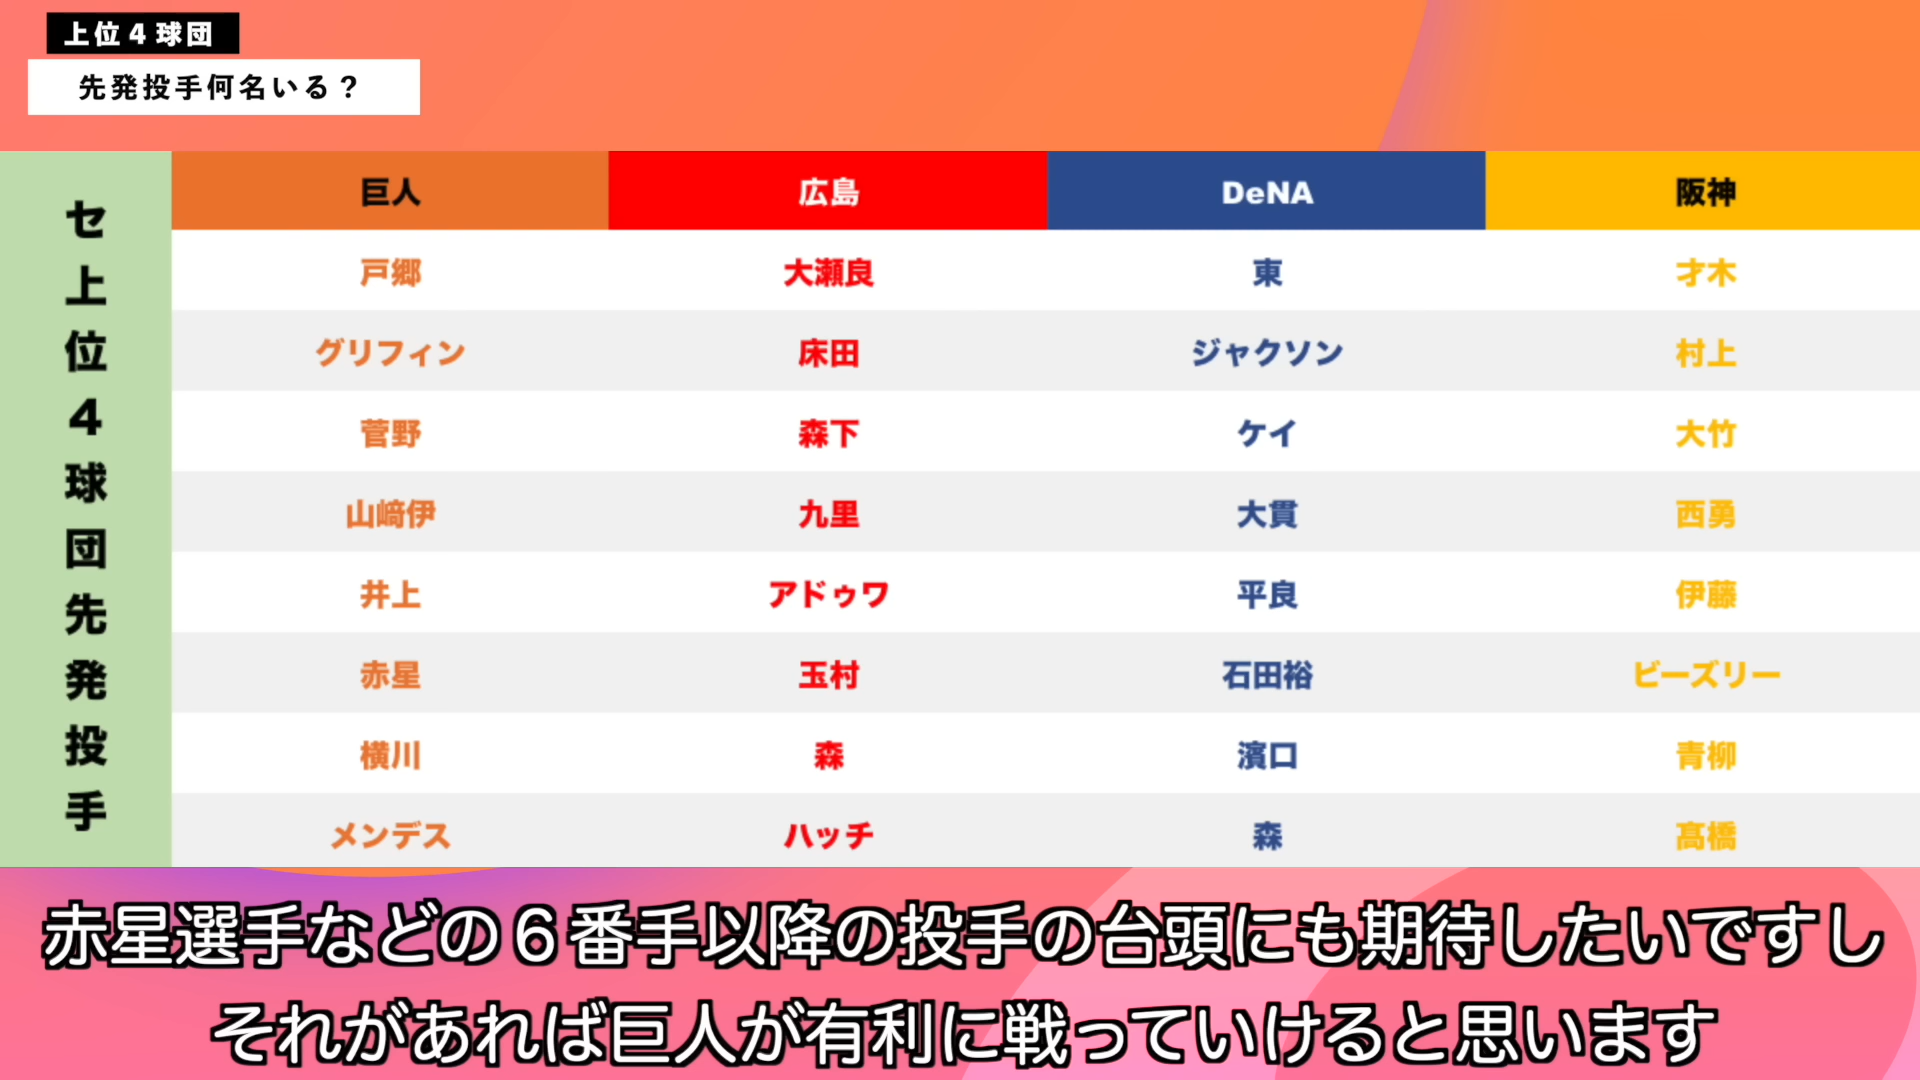 上位4球団
先発投手何名いる？
セ上位4球団先発投手
巨人 広島 DeNA 阪神
戸郷 大瀬良 東 才木
グリフィン 床田 ジャクソン 村上
菅野 森下 ケイ 大竹
山﨑伊 九里 大貫 西勇
井上 アドゥワ 平良 伊藤
赤星 玉村 石田裕 ビーズリー
横川 森 濱口 青柳
メンデス ハッチ 森 髙橋
赤星選手などの６番手以降の投手の台頭にも期待したいですし
それがあれば巨人が有利に戦っていけると思います